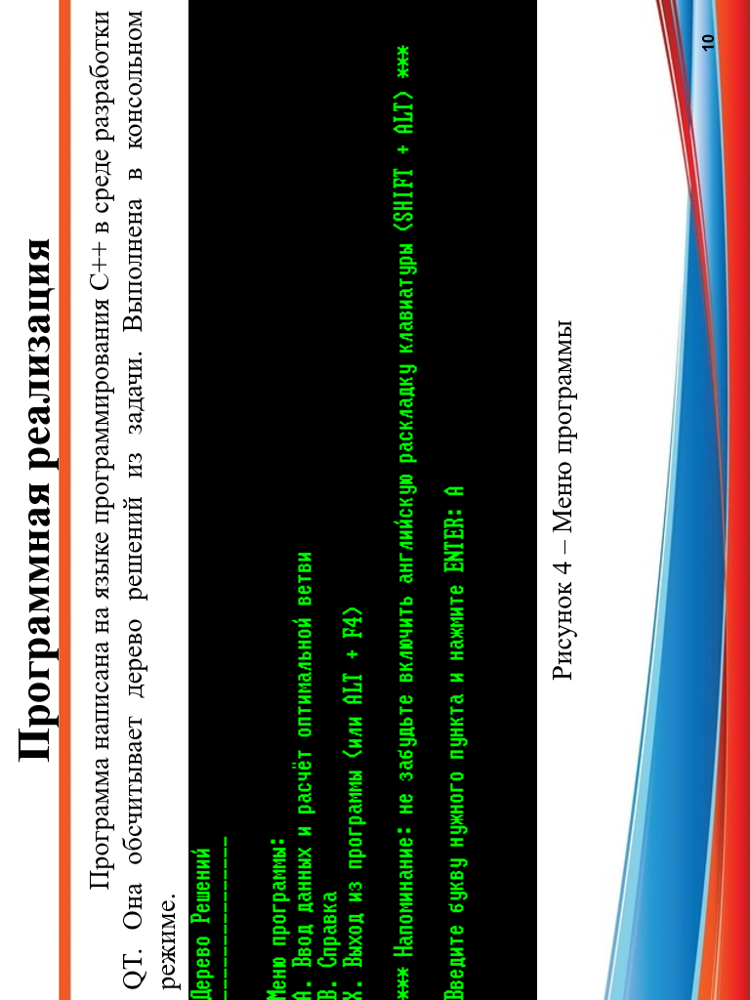 Программная реализация
Программа написана на языке программирования C++ в среде разработки
QT. Она обсчитывает дерево решений из задачи. Выполнена в консольном
режиме.
Дерево Решений
----------------
Меню программы:
A. Ввод данных и расчёт оптимальной ветви
B. Справка
X. Выход из программы (или ALT + F4)
*** Напоминание: не забудьте включить английскую раскладку клавиатуры (SHIFT + ALT) ***
Введите букву нужного пункта и нажмите ENTER: A
Рисунок 4 – Меню программы
10